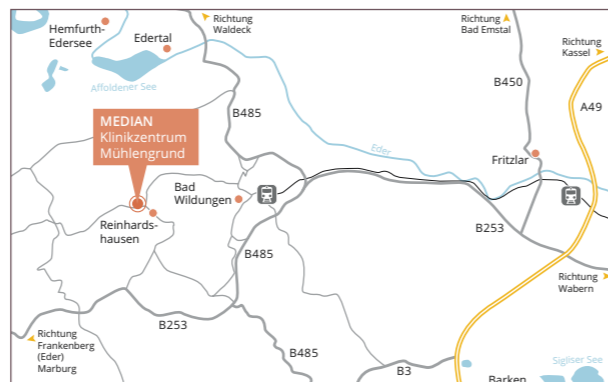 Hemfurth-
Edersee
Edertal
Affoldener See
Richtung
Waldeck
Richtung
Bad Emstal
Richtung
Kassel
A49
B450
B485
Eder
MEDIAN
Klinikzentrum
Mühlengrund
Fritzlar
Bad
Wildungen
Reinhards-
hausen
B253
B485
Richtung
Wabern
B253
Richtung
Frankenberg
(Eder)
Marburg
B485
B3
Sigliser See
Barken